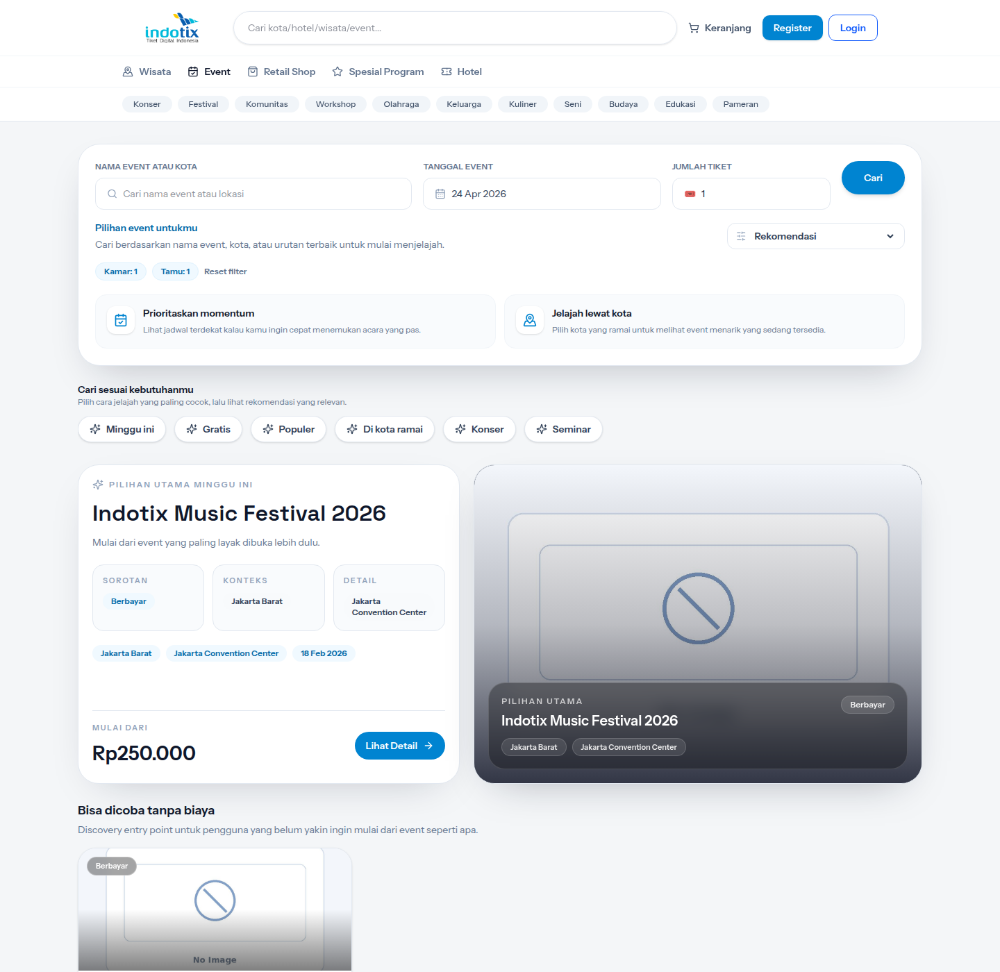 indotix
Tiket Digital Indonesia
Cari kota/hotel/wisata/event...
Keranjang
Register
Login
Wisata
Event
Retail Shop
Spesial Program
Hotel
Konser
Festival
Komunitas
Workshop
Olahraga
Keluarga
Kuliner
Seni
Budaya
Edukasi
Pameran
NAMA EVENT ATAU KOTA
Cari nama event atau lokasi
TANGGAL EVENT
24 Apr 2026
JUMLAH TIKET
1
Cari
Pilihan event untukmu
Cari berdasarkan nama event, kota, atau urutan terbaik untuk mulai menjelajah.
Rekomendasi
Kamar: 1
Tamu: 1
Reset filter
Prioritaskan momentum
Lihat jadwal terdekat kalau kamu ingin cepat menemukan acara yang pas.
Jelajah lewat kota
Pilih kota yang ramai untuk melihat event menarik yang sedang tersedia.
Cari sesuai kebutuhanmu
Pilih cara jelajah yang paling cocok, lalu lihat rekomendasi yang relevan.
Minggu ini
Gratis
Populer
Di kota ramai
Konser
Seminar
PILIHAN UTAMA MINGGU INI
Indotix Music Festival 2026
Mulai dari event yang paling layak dibuka lebih dulu.
SOROTAN
Berbayar
KONTEKS
Jakarta Barat
DETAIL
Jakarta
Convention Center
Jakarta Barat
Jakarta Convention Center
18 Feb 2026
MULAI DARI
Rp250.000
Lihat Detail
PILIHAN UTAMA
Berbayar
Indotix Music Festival 2026
Jakarta Barat
Jakarta Convention Center
Bisa dicoba tanpa biaya
Discovery entry point untuk pengguna yang belum yakin ingin mulai dari event seperti apa.
Berbayar
No Image